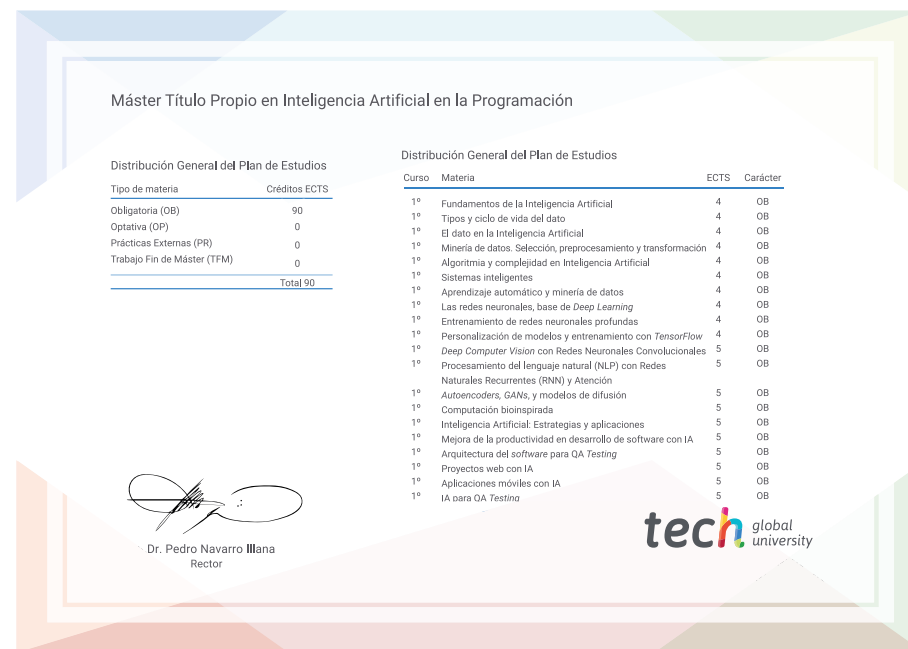 Máster Título Propio en Inteligencia Artificial en la Programación
Distribución General del Plan de Estudios
Tipo de materia Créditos ECTS
Obligatoria (OB) 90
Optativa (OP) 0
Prácticas Externas (PR) 0
Trabajo Fin de Máster (TFM) 0
Total 90
Distribución General del Plan de Estudios
Curso Materia ECTS Carácter
1º Fundamentos de la Inteligencia Artificial 4 OB
1º Tipos y ciclo de vida del dato 4 OB
1º El dato en la Inteligencia Artificial 4 OB
1º Minería de datos. Selección, preprocesamiento y transformación 4 OB
1º Algoritmia y complejidad en Inteligencia Artificial 4 OB
1º Sistemas inteligentes 4 OB
1º Aprendizaje automático y minería de datos 4 OB
1º Las redes neuronales, base de Deep Learning 4 OB
1º Entrenamiento de redes neuronales profundas 4 OB
1º Personalización de modelos y entrenamiento con TensorFlow 4 OB
1º Deep Computer Vision con Redes Neuronales Convolucionales 5 OB
1º Procesamiento del lenguaje natural (NLP) con Redes 5 OB
Naturales Recurrentes (RNN) y Atención
1º Autoencoders, GANs, y modelos de difusión 5 OB
1º Computación bioinspirada 5 OB
1º Inteligencia Artificial: Estrategias y aplicaciones 5 OB
1º Mejora de la productividad en desarrollo de software con IA 5 OB
1º Arquitectura del software para QA Testing 5 OB
1º Proyectos web con IA 5 OB
1º Aplicaciones móviles con IA 5 OB
1º IA para QA Testing 5 OB
Dr. Pedro Navarro Illana
Rector
tech global
university